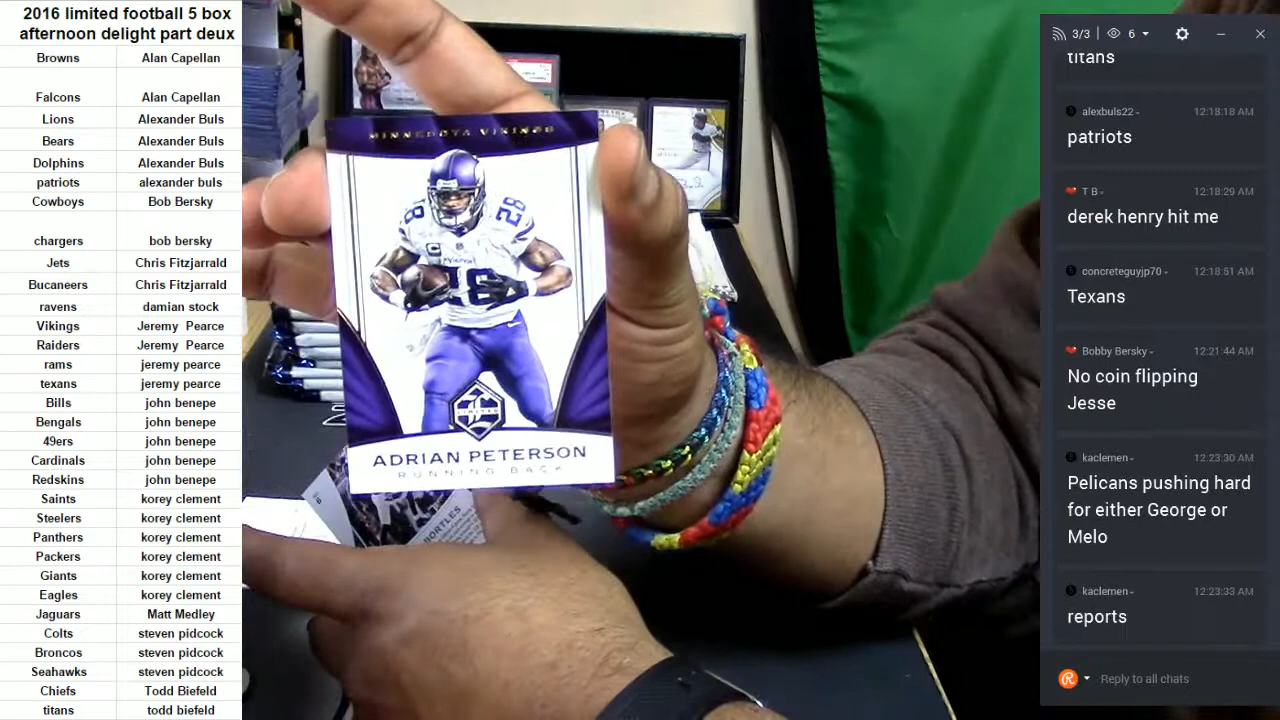 2016 limited football 5 box
afternoon delight part deux
Browns Alan Capellan
Falcons Alan Capellan
Lions Alexander Buls
Bears Alexander Buls
Dolphins Alexander Buls
patriots alexander buls
Cowboys Bob Bersky
chargers bob bersky
Jets Chris Fitzjarrald
Bucaneers Chris Fitzjarrald
ravens damian stock
Vikings Jeremy Pearce
Raiders Jeremy Pearce
rams jeremy pearce
texans jeremy pearce
Bills john benepe
Bengals john benepe
49ers john benepe
Cardinals john benepe
Redskins john benepe
Saints korey clement
Steelers korey clement
Panthers korey clement
Packers korey clement
Giants korey clement
Eagles korey clement
Jaguars Matt Medley
Colts steven pidcock
Broncos steven pidcock
Seahawks steven pidcock
Chiefs Todd Biefeld
titans todd biefeld
MINNESOTA VIKINGS
28
28
28
LIMITED
ADRIAN PETERSON
RUNNING BACK
BORTLES
3/3 6
titans
alexbuls22 12:18:18 AM
patriots
T B 12:18:29 AM
derek henry hit me
concreteguyjp70 12:18:51 AM
Texans
Bobby Bersky 12:21:44 AM
No coin flipping
Jesse
kaclemen 12:23:30 AM
Pelicans pushing hard
for either George or
Melo
kaclemen 12:23:33 AM
reports
Reply to all chats